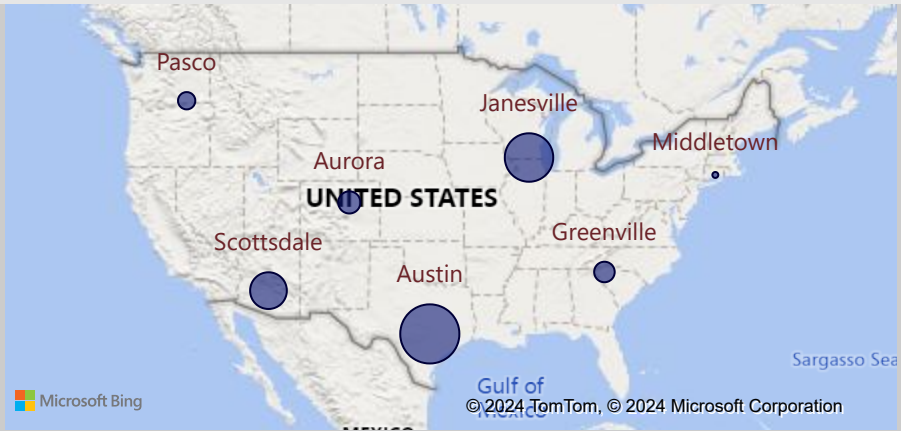 Pasco
Janesville
Middletown
Aurora
UNITED STATES
Greenville
Scottsdale
Austin
Sargasso Sea
Gulf of
Mexico
Microsoft Bing
© 2024 TomTom, © 2024 Microsoft Corporation
MEXICO